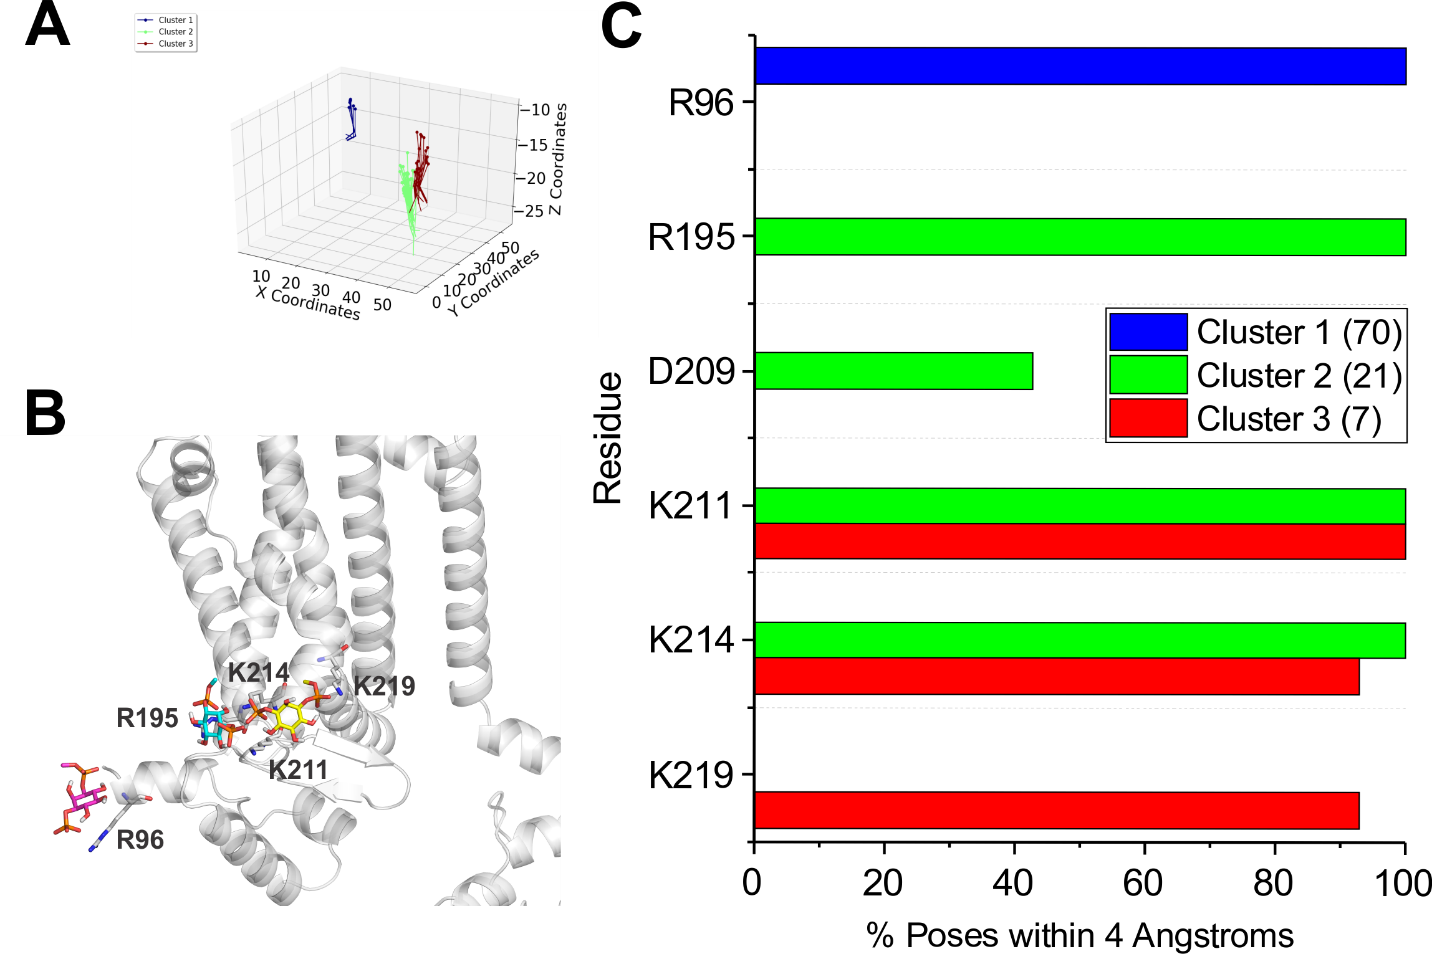 A
Cluster 1
Cluster 2
Cluster 3
−10
−15
−20
−25
Z Coordinates
10 20 30 40 50
X Coordinates
0 10 20 30 40 50
Y Coordinates
B
K214
K219
R195
K211
R96
C
R96
R195
D209
K211
K214
K219
Residue
Cluster 1 (70)
Cluster 2 (21)
Cluster 3 (7)
0 20 40 60 80 100
% Poses within 4 Angstroms